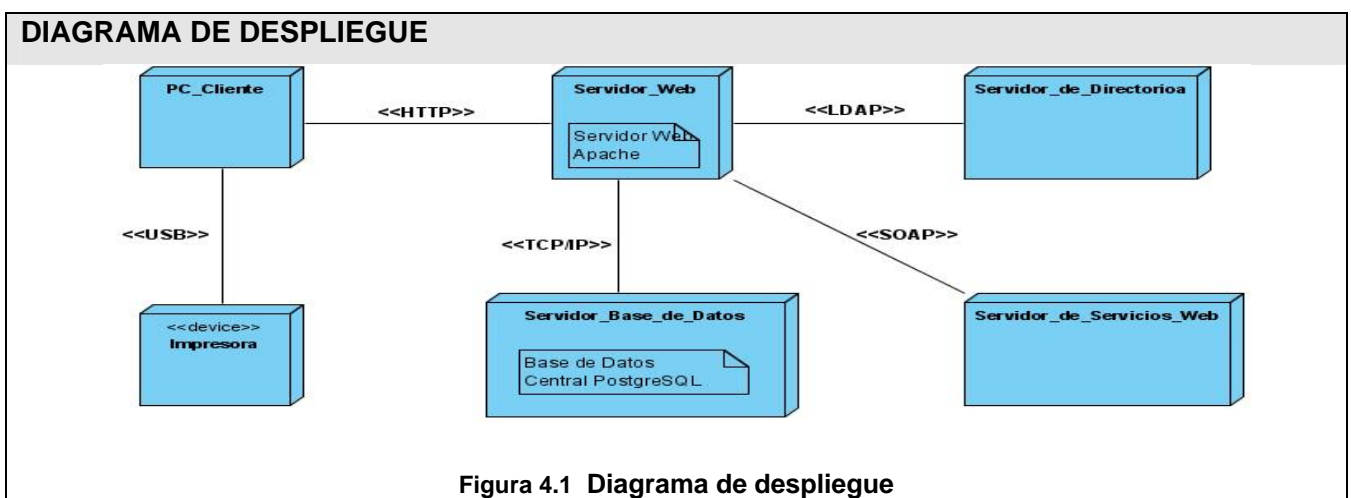 DIAGRAMA DE DESPLIEGUE
PC_Cliente
<<HTTP>>
Servidor_Web
Servidor Web
Apache
<<LDAP>>
Servidor_de_Directorioa
<<USB>>
<<TCP/IP>>
<<SOAP>>
<<device>>
Impresora
Servidor_Base_de_Datos
Base de Datos
Central PostgreSQL
Servidor_de_Servicios_Web
Figura 4.1 Diagrama de despliegue